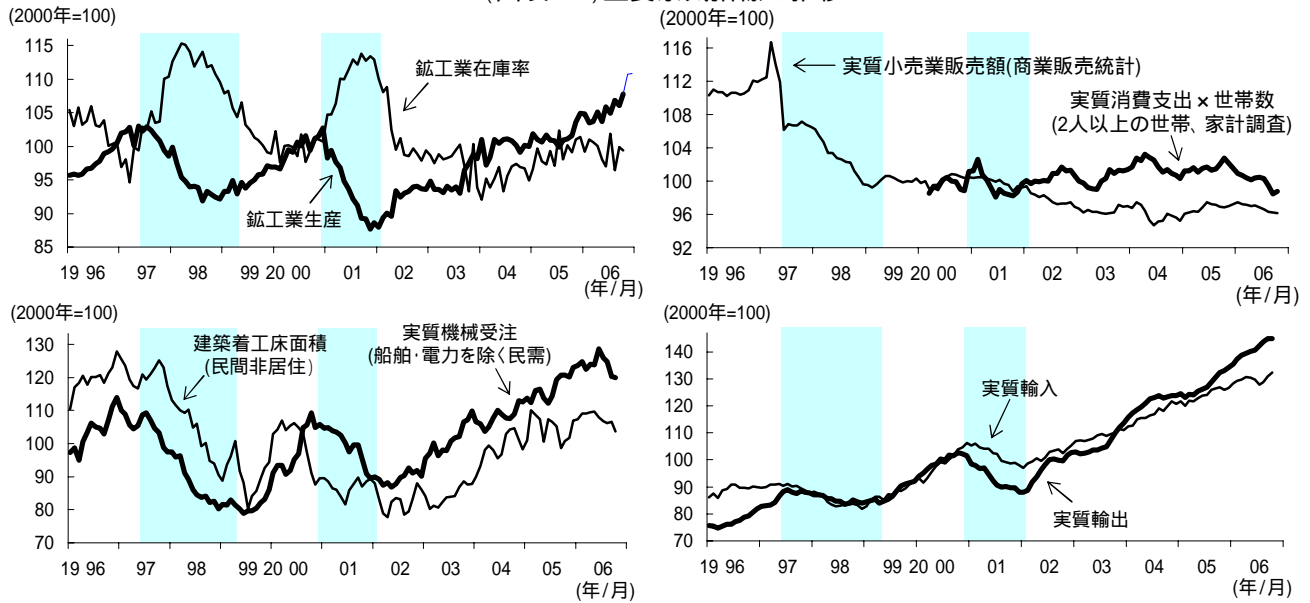 (2000年=100)
115
110
105
100
95
90
85
鉱工業在庫率
鉱工業生産
19 96 97 98 99 20 00 01 02 03 04 05 06
(年/月)
(2000年=100)
116
112
108
104
100
96
92
実質小売業販売額(商業販売統計)
実質消費支出×世帯数
(2人以上の世帯、家計調査)
19 96 97 98 99 20 00 01 02 03 04 05 06
(年/月)
(2000年=100)
130
120
110
100
90
80
70
建築着工床面積
(民間非居住)
実質機械受注
(船舶・電力を除く民需)
19 96 97 98 99 20 00 01 02 03 04 05 06
(年/月)
(2000年=100)
140
130
120
110
100
90
80
70
実質輸入
実質輸出
19 96 97 98 99 20 00 01 02 03 04 05 06
(年/月)